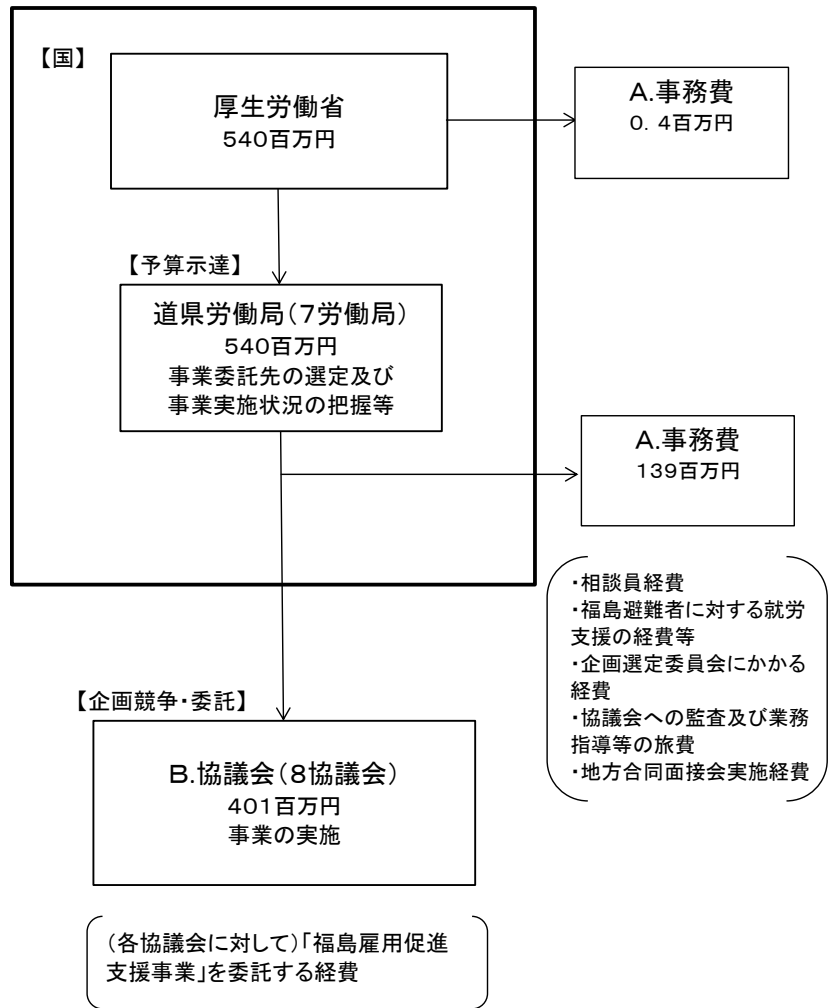 【国】
厚生労働省
540百万円
A.事務費
0.4百万円
【予算示達】
道県労働局(7労働局)
540百万円
事業委託先の選定及び
事業実施状況の把握等
A.事務費
139百万円
・相談員経費
・福島避難者に対する就労
支援の経費等
・企画選定委員会にかかる
経費
・協議会への監査及び業務
指導等の旅費
・地方合同面接会実施経費
【企画競争・委託】
B.協議会(8協議会)
401百万円
事業の実施
(各協議会に対して)「福島雇用促進
支援事業」を委託する経費